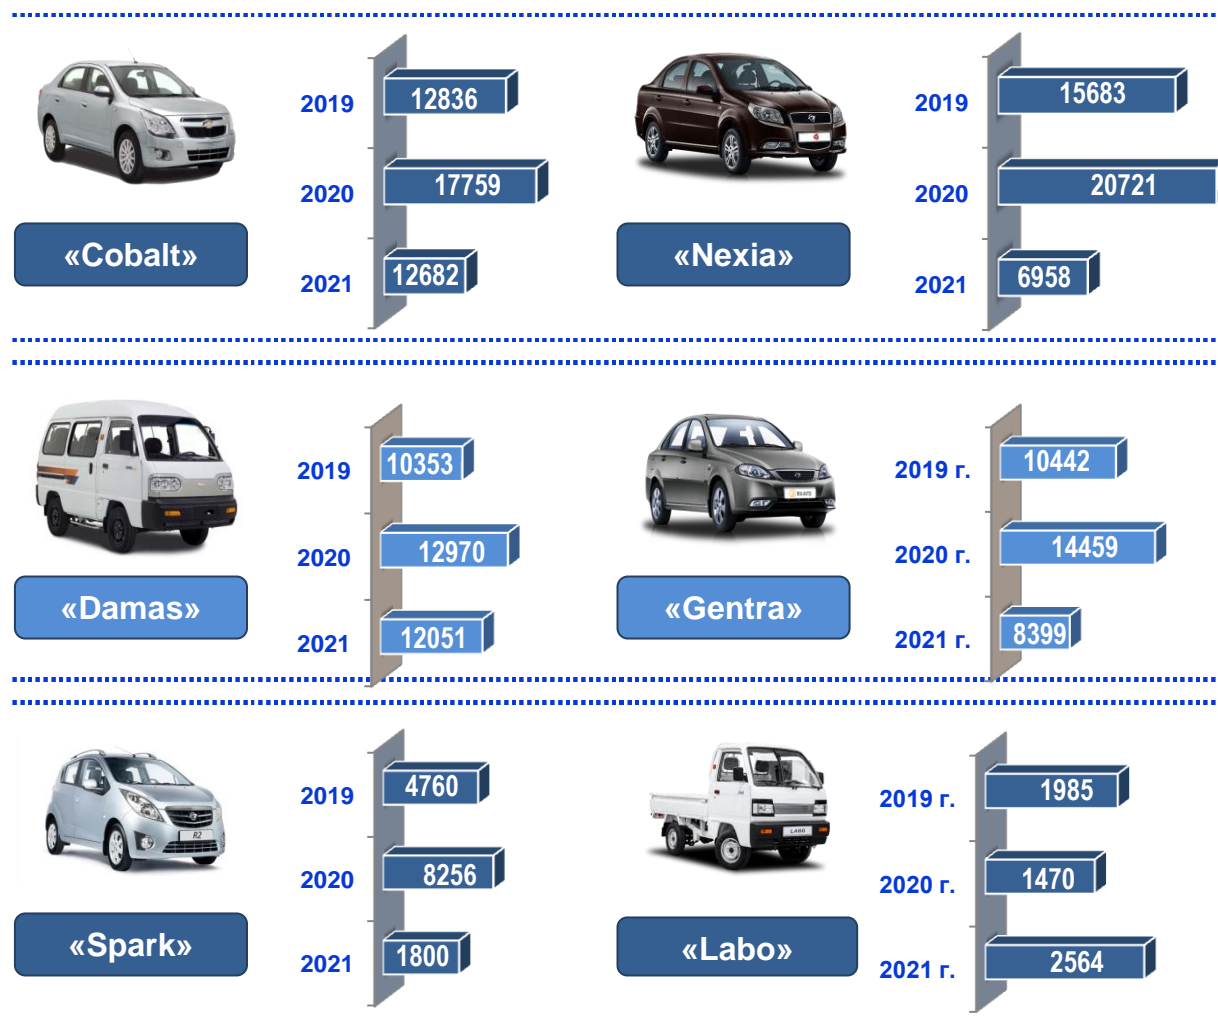 2019
12836
2020
17759
2021
12682
«Cobalt»
2019
15683
2020
20721
2021
6958
«Nexia»
2019
10353
2020
12970
2021
12051
«Damas»
2019 г.
10442
2020 г.
14459
2021 г.
8399
«Gentra»
2019
4760
2020
8256
2021
1800
R2
«Spark»
2019 г.
1985
2020 г.
1470
2021 г.
2564
LABO
«Labo»